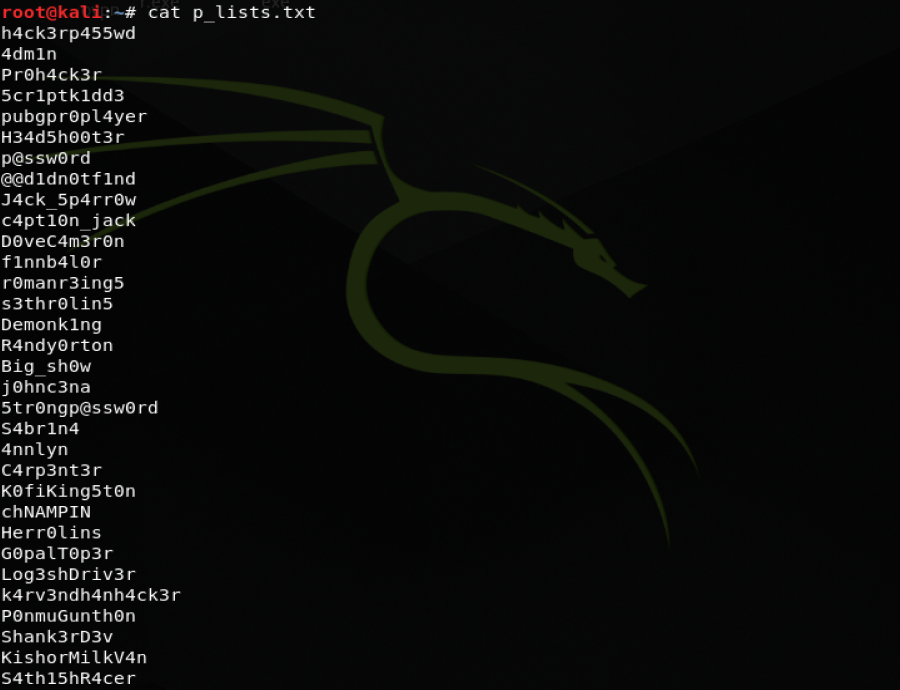 root@kali:~# cat p_lists.txt
h4ck3rp455wd
4dm1n
Pr0h4ck3r
5cr1ptk1dd3
pubgpr0pl4yer
H34d5h00t3r
p@ssw0rd
@@d1dn0tf1nd
J4ck_5p4rr0w
c4pt10n_jack
D0veC4m3r0n
f1nnb4l0r
r0manr3ing5
s3thr0lin5
Demonk1ng
R4ndy0rton
Big_sh0w
j0hnc3na
5tr0ngp@ssw0rd
S4br1n4
4nnlyn
C4rp3nt3r
K0fiKing5t0n
chNAMPIN
Herr0lins
G0palT0p3r
Log3shDriv3r
k4rv3ndh4nh4ck3r
P0nmuGunth0n
Shank3rD3v
KishorMilkV4n
S4th15hR4cer